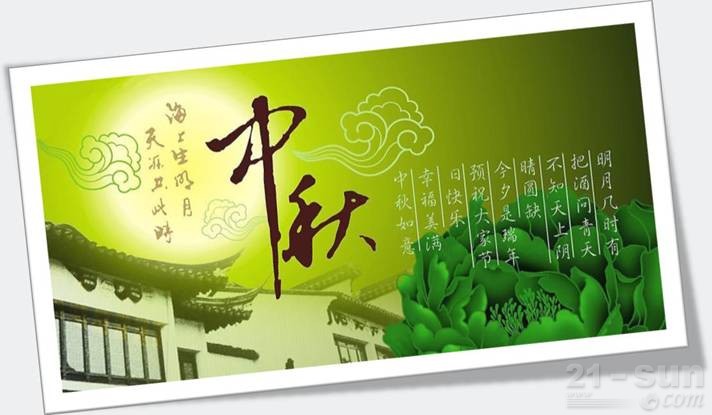 中秋
海上生明月
天涯共此時
明月几时有
把酒问青天
不知天上阴
晴圆缺
今夕是瑞年
预祝大家节
日快乐
幸福美满
中秋如意
21-sun
.com